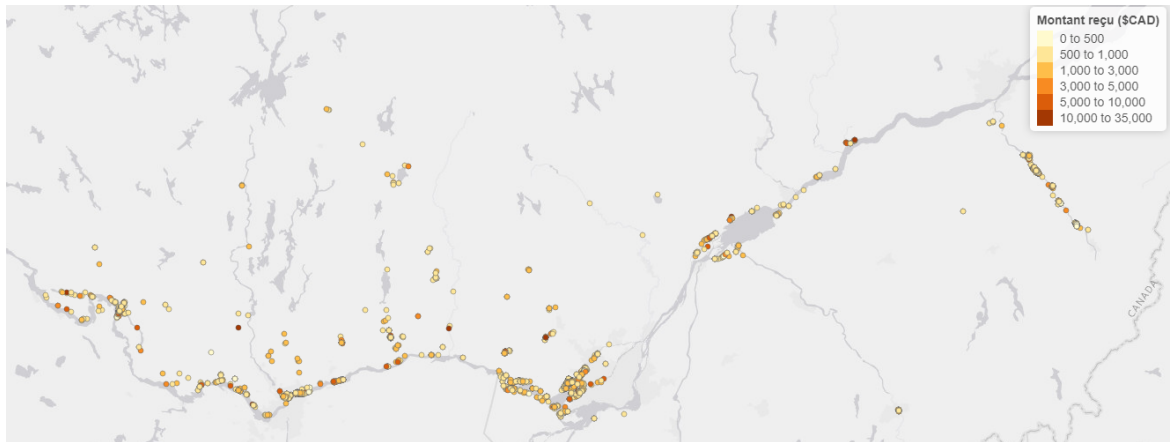 Montant reçu ($CAD)
0 to 500
500 to 1,000
1,000 to 3,000
3,000 to 5,000
5,000 to 10,000
10,000 to 35,000
CANADA